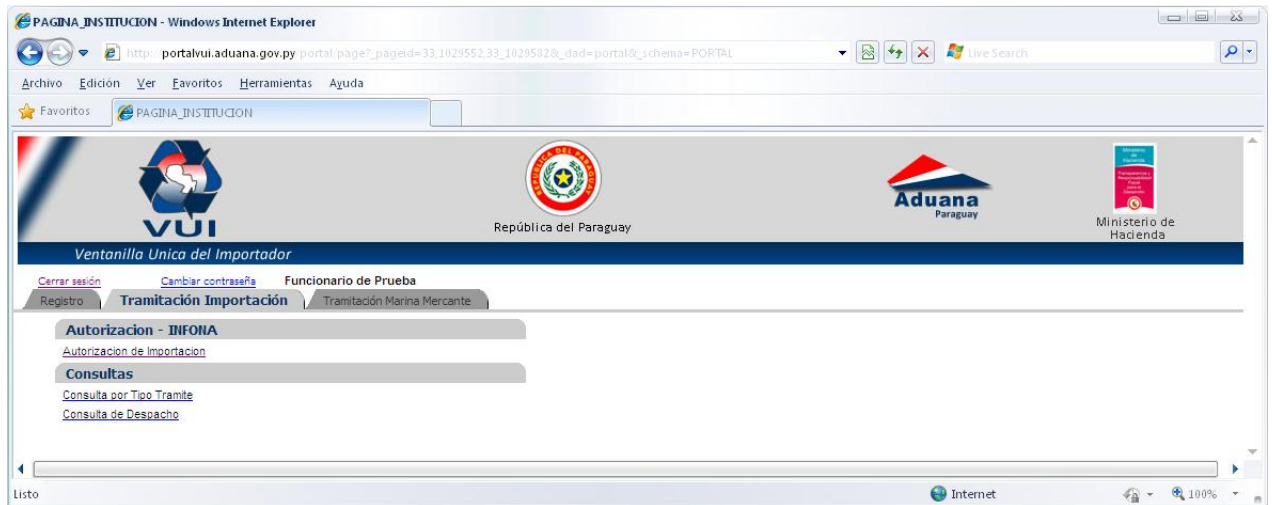 PAGINA_INSTITUCION - Windows Internet Explorer
http: portalvui.aduana.gov.py portal/page?_pageid=33,1029552,33_1029582&_dad=portal&_schema=PORTAL
Live Search
Archivo Edición Ver Favoritos Herramientas Ayuda
Favoritos PAGINA_INSTITUCION
REPUBLICA DEL PARAGUAY
VUI
República del Paraguay
Aduana
Paraguay
Ministerio de
Hacienda
Ventanilla Unica del Importador
Cerrar sesión Cambiar contraseña Funcionario de Prueba
Registro Tramitación Importación Tramitación Marina Mercante
Autorizacion - INFONA
Autorizacion de Importacion
Consultas
Consulta por Tipo Tramite
Consulta de Despacho
Listo Internet 100%